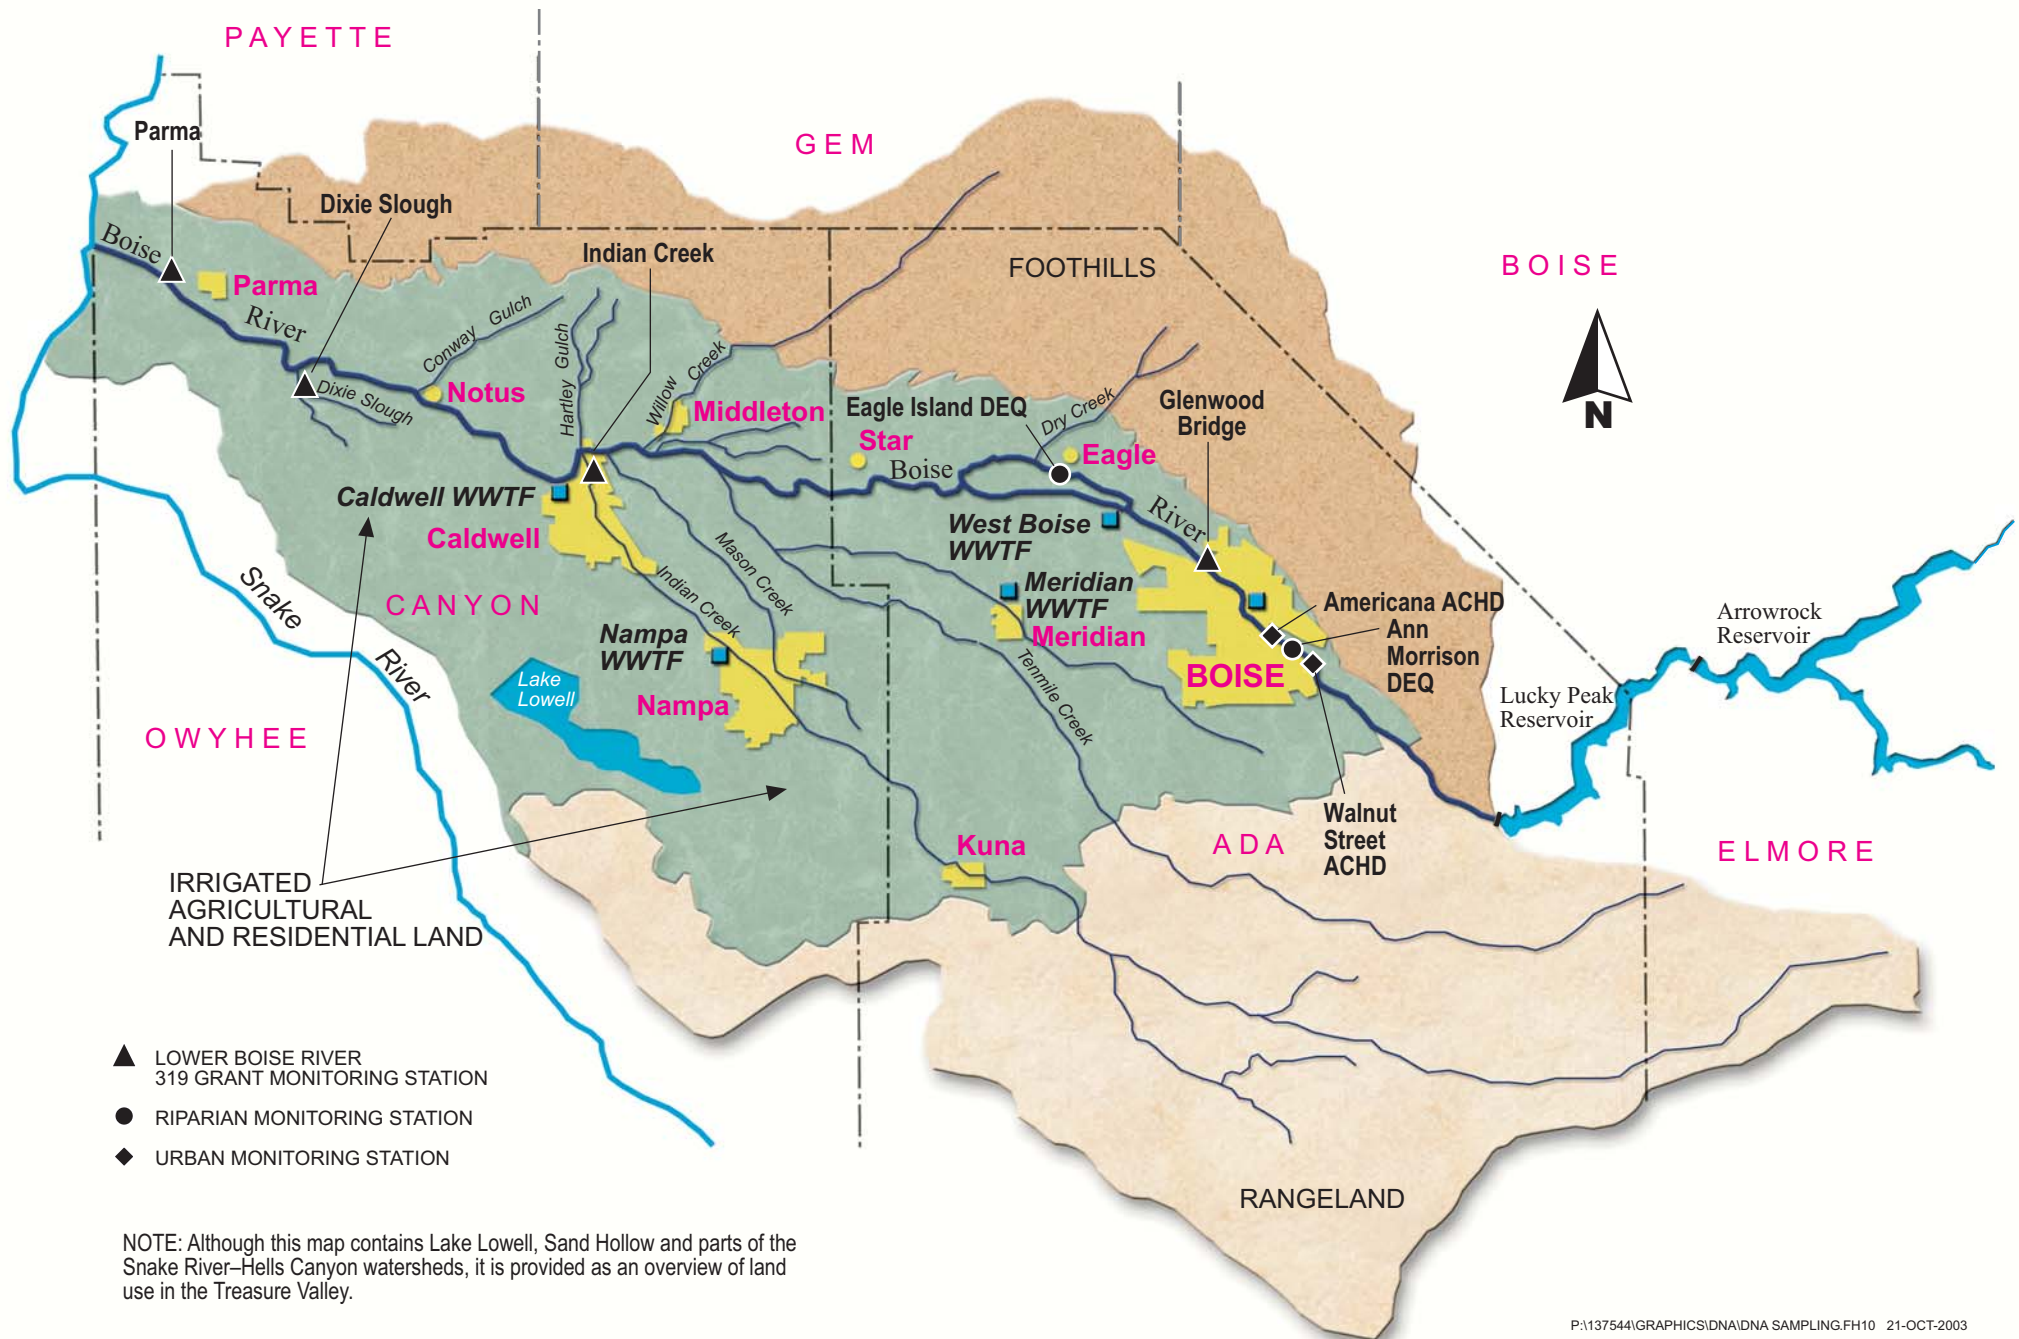 PAYETTE
GEM
BOISE
Parma
Dixie Slough
Indian Creek
FOOTHILLS
Boise
Parma
River
Conway Gulch
Hartley Gulch
Willow Creek
Dixie Slough
Notus
Middleton
Eagle Island DEQ
Star
Dry Creek
Eagle
Glenwood
Bridge
N
Boise
River
Caldwell WWTF
Caldwell
West Boise
WWTF
Mason Creek
Indian Creek
Meridian
WWTF
Meridian
Snake
River
CANYON
Nampa
WWTF
Nampa
Lake
Lowell
Tenmile Creek
BOISE
Americana ACHD
Ann
Morrison
DEQ
Arrowrock
Reservoir
Lucky Peak
Reservoir
OWYHEE
Walnut
Street
ACHD
ADA
ELMORE
Kuna
IRRIGATED
AGRICULTURAL
AND RESIDENTIAL LAND
LOWER BOISE RIVER
319 GRANT MONITORING STATION
RIPARIAN MONITORING STATION
URBAN MONITORING STATION
RANGELAND
NOTE: Although this map contains Lake Lowell, Sand Hollow and parts of the
Snake River–Hells Canyon watersheds, it is provided as an overview of land
use in the Treasure Valley.
P:\137544\GRAPHICS\DNA\DNA SAMPLING.FH10 21-OCT-2003